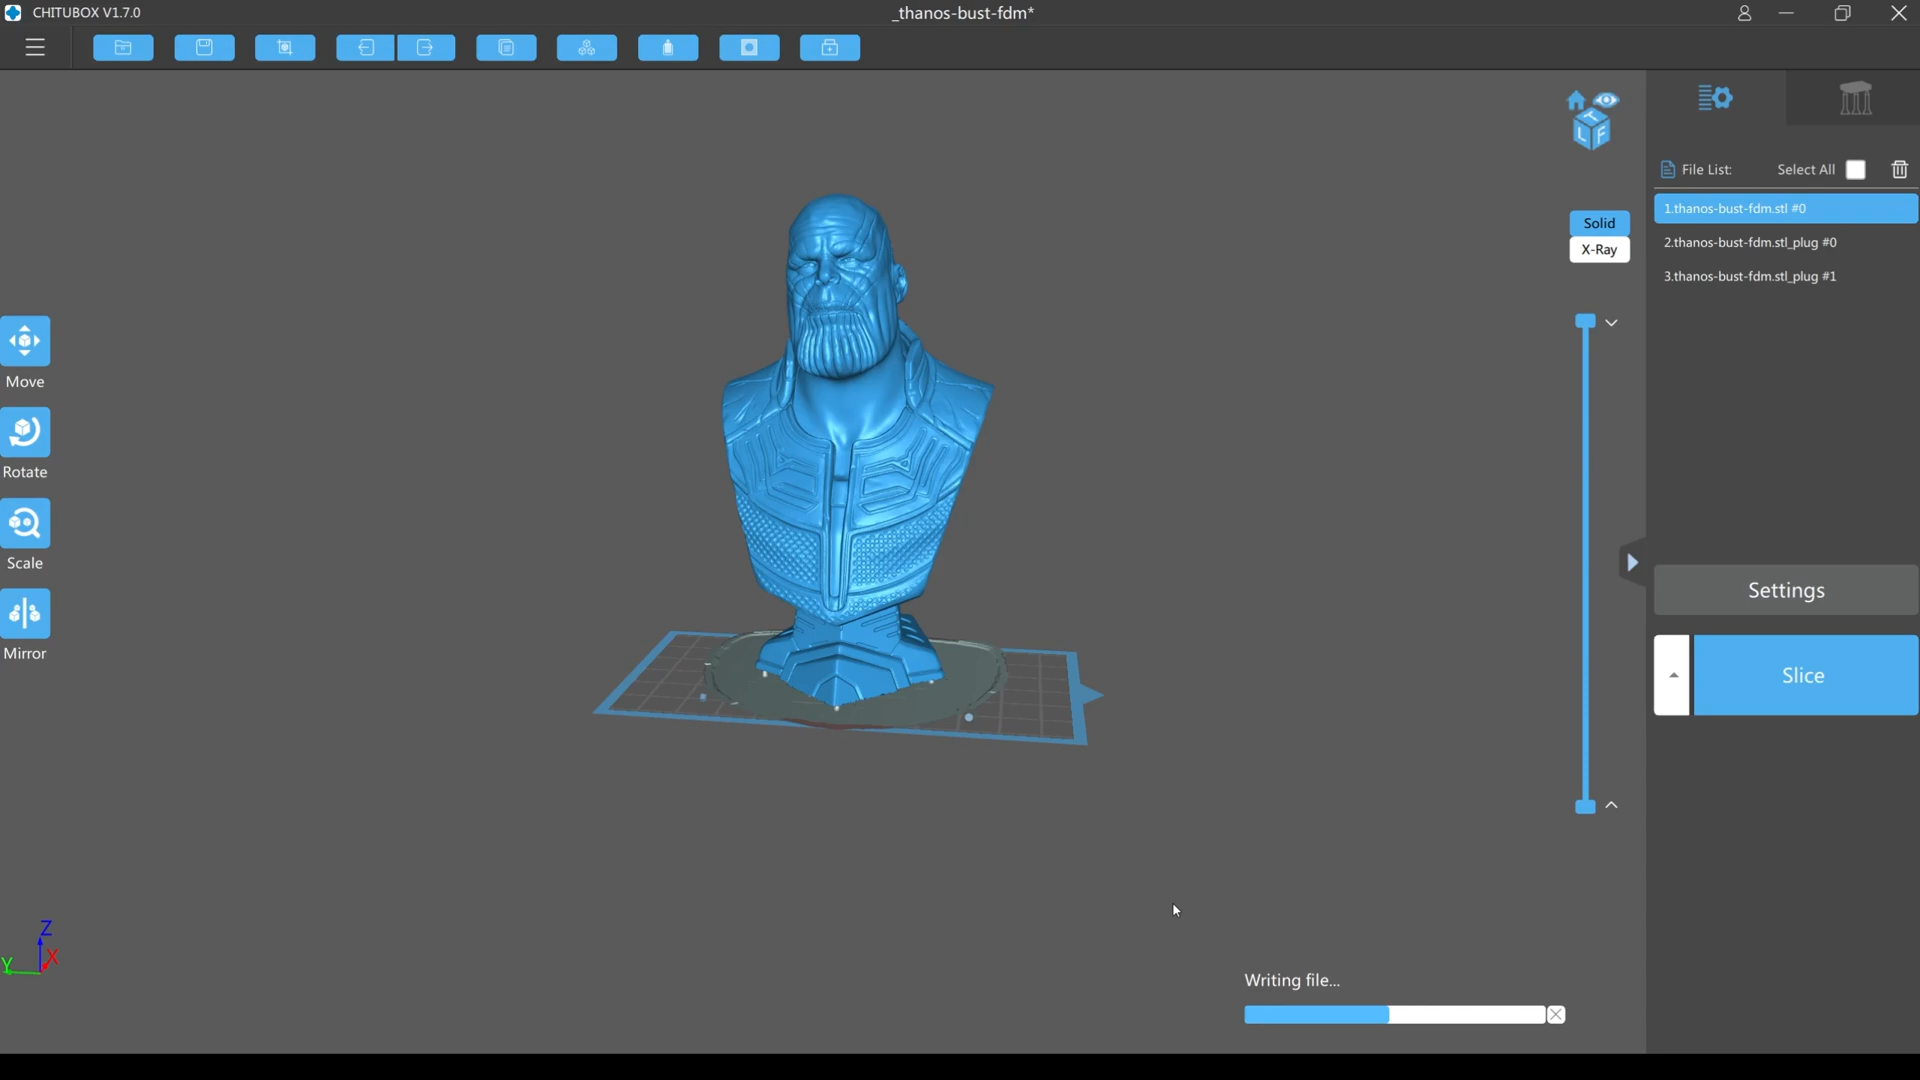 CHITUBOX V1.7.0
_thanos-bust-fdm*
T
L F
File List:
Select All
1.thanos-bust-fdm.stl #0
2.thanos-bust-fdm.stl_plug #0
3.thanos-bust-fdm.stl_plug #1
Solid
X-Ray
Move
Rotate
Scale
Mirror
Settings
Slice
Z
X
Y
Writing file...